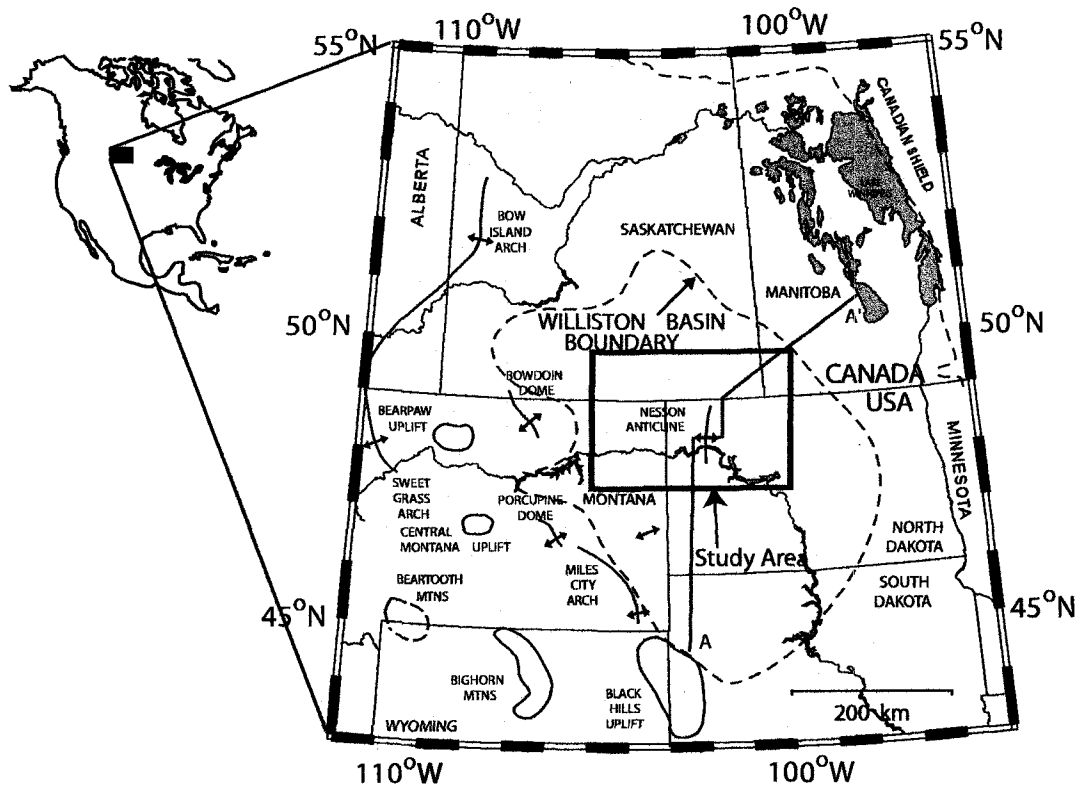 110°W
100°W
55°N
55°N
CANADIAN SHIELD
ALBERTA
LAKE
WINNIPEG
BOW
ISLAND
ARCH
SASKATCHEWAN
MANITOBA
A'
50°N
50°N
WILLISTON BASIN
BOUNDARY
CANADA
USA
BOWDOIN
DOME
BEARPAW
UPLIFT
NESSON
ANTICLINE
MINNESOTA
SWEET
GRASS
ARCH
PORCUPINE
DOME
MONTANA
CENTRAL
MONTANA UPLIFT
NORTH
DAKOTA
Study Area
MILES
CITY
ARCH
SOUTH
DAKOTA
BEARTOOTH
MTNS
45°N
45°N
A
BIGHORN
MTNS
BLACK
HILLS
UPLIFT
200 km
WYOMING
110°W
100°W